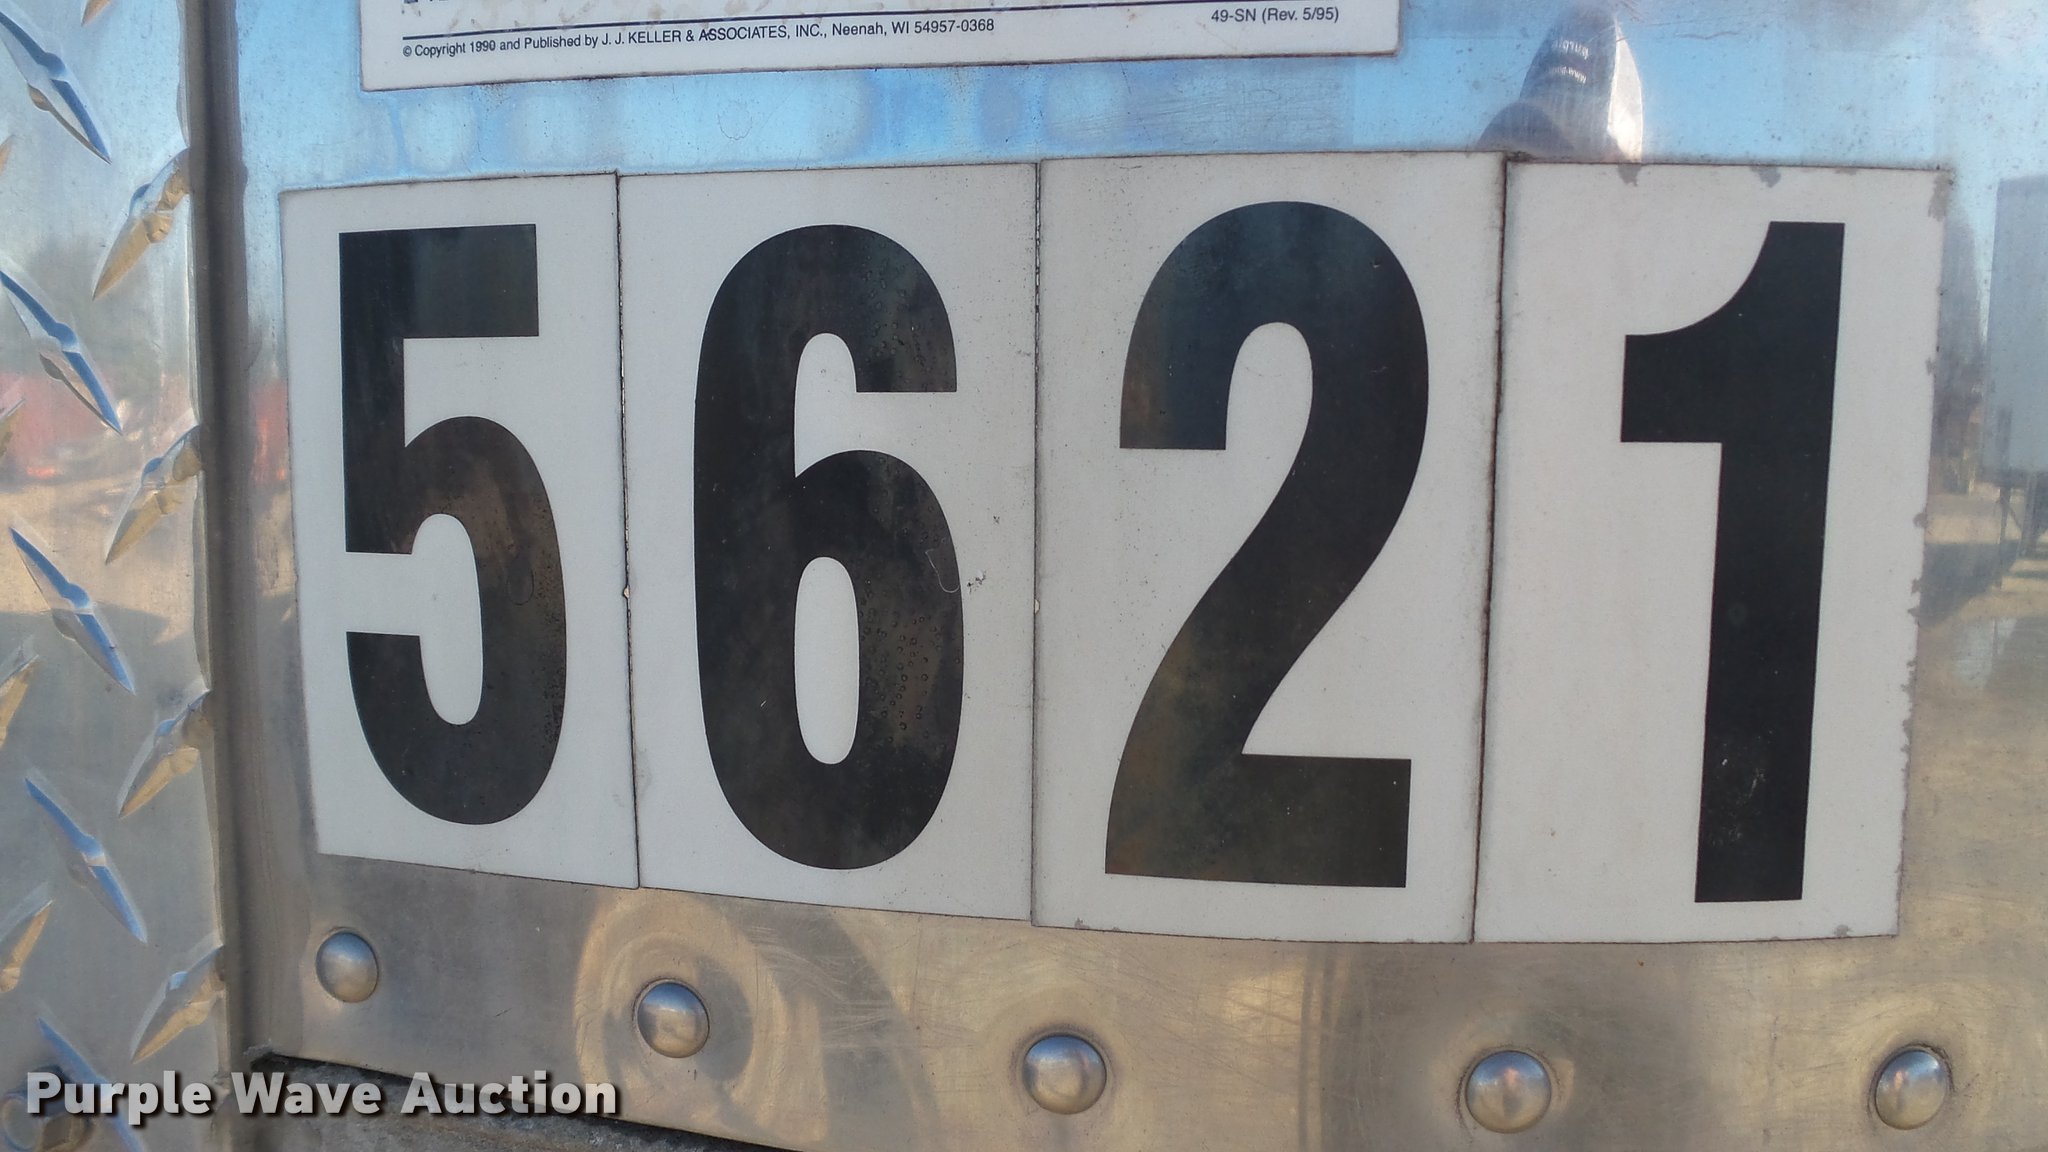 © Copyright 1990 and Published by J. J. KELLER & ASSOCIATES, INC., Neenah, WI 54957-0368
49-SN (Rev. 5/95)
5621
Purple Wave Auction